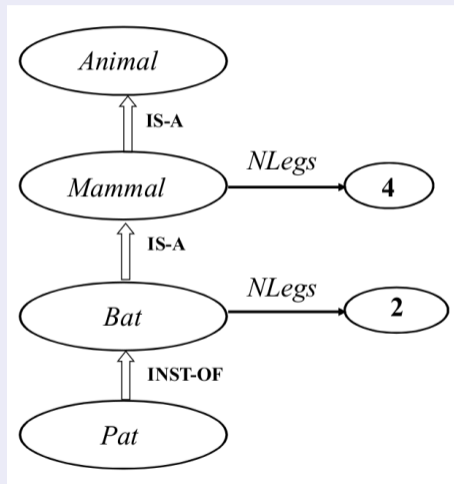 Animal
IS-A
NLegs
Mammal
4
IS-A
NLegs
Bat
2
INST-OF
Pat